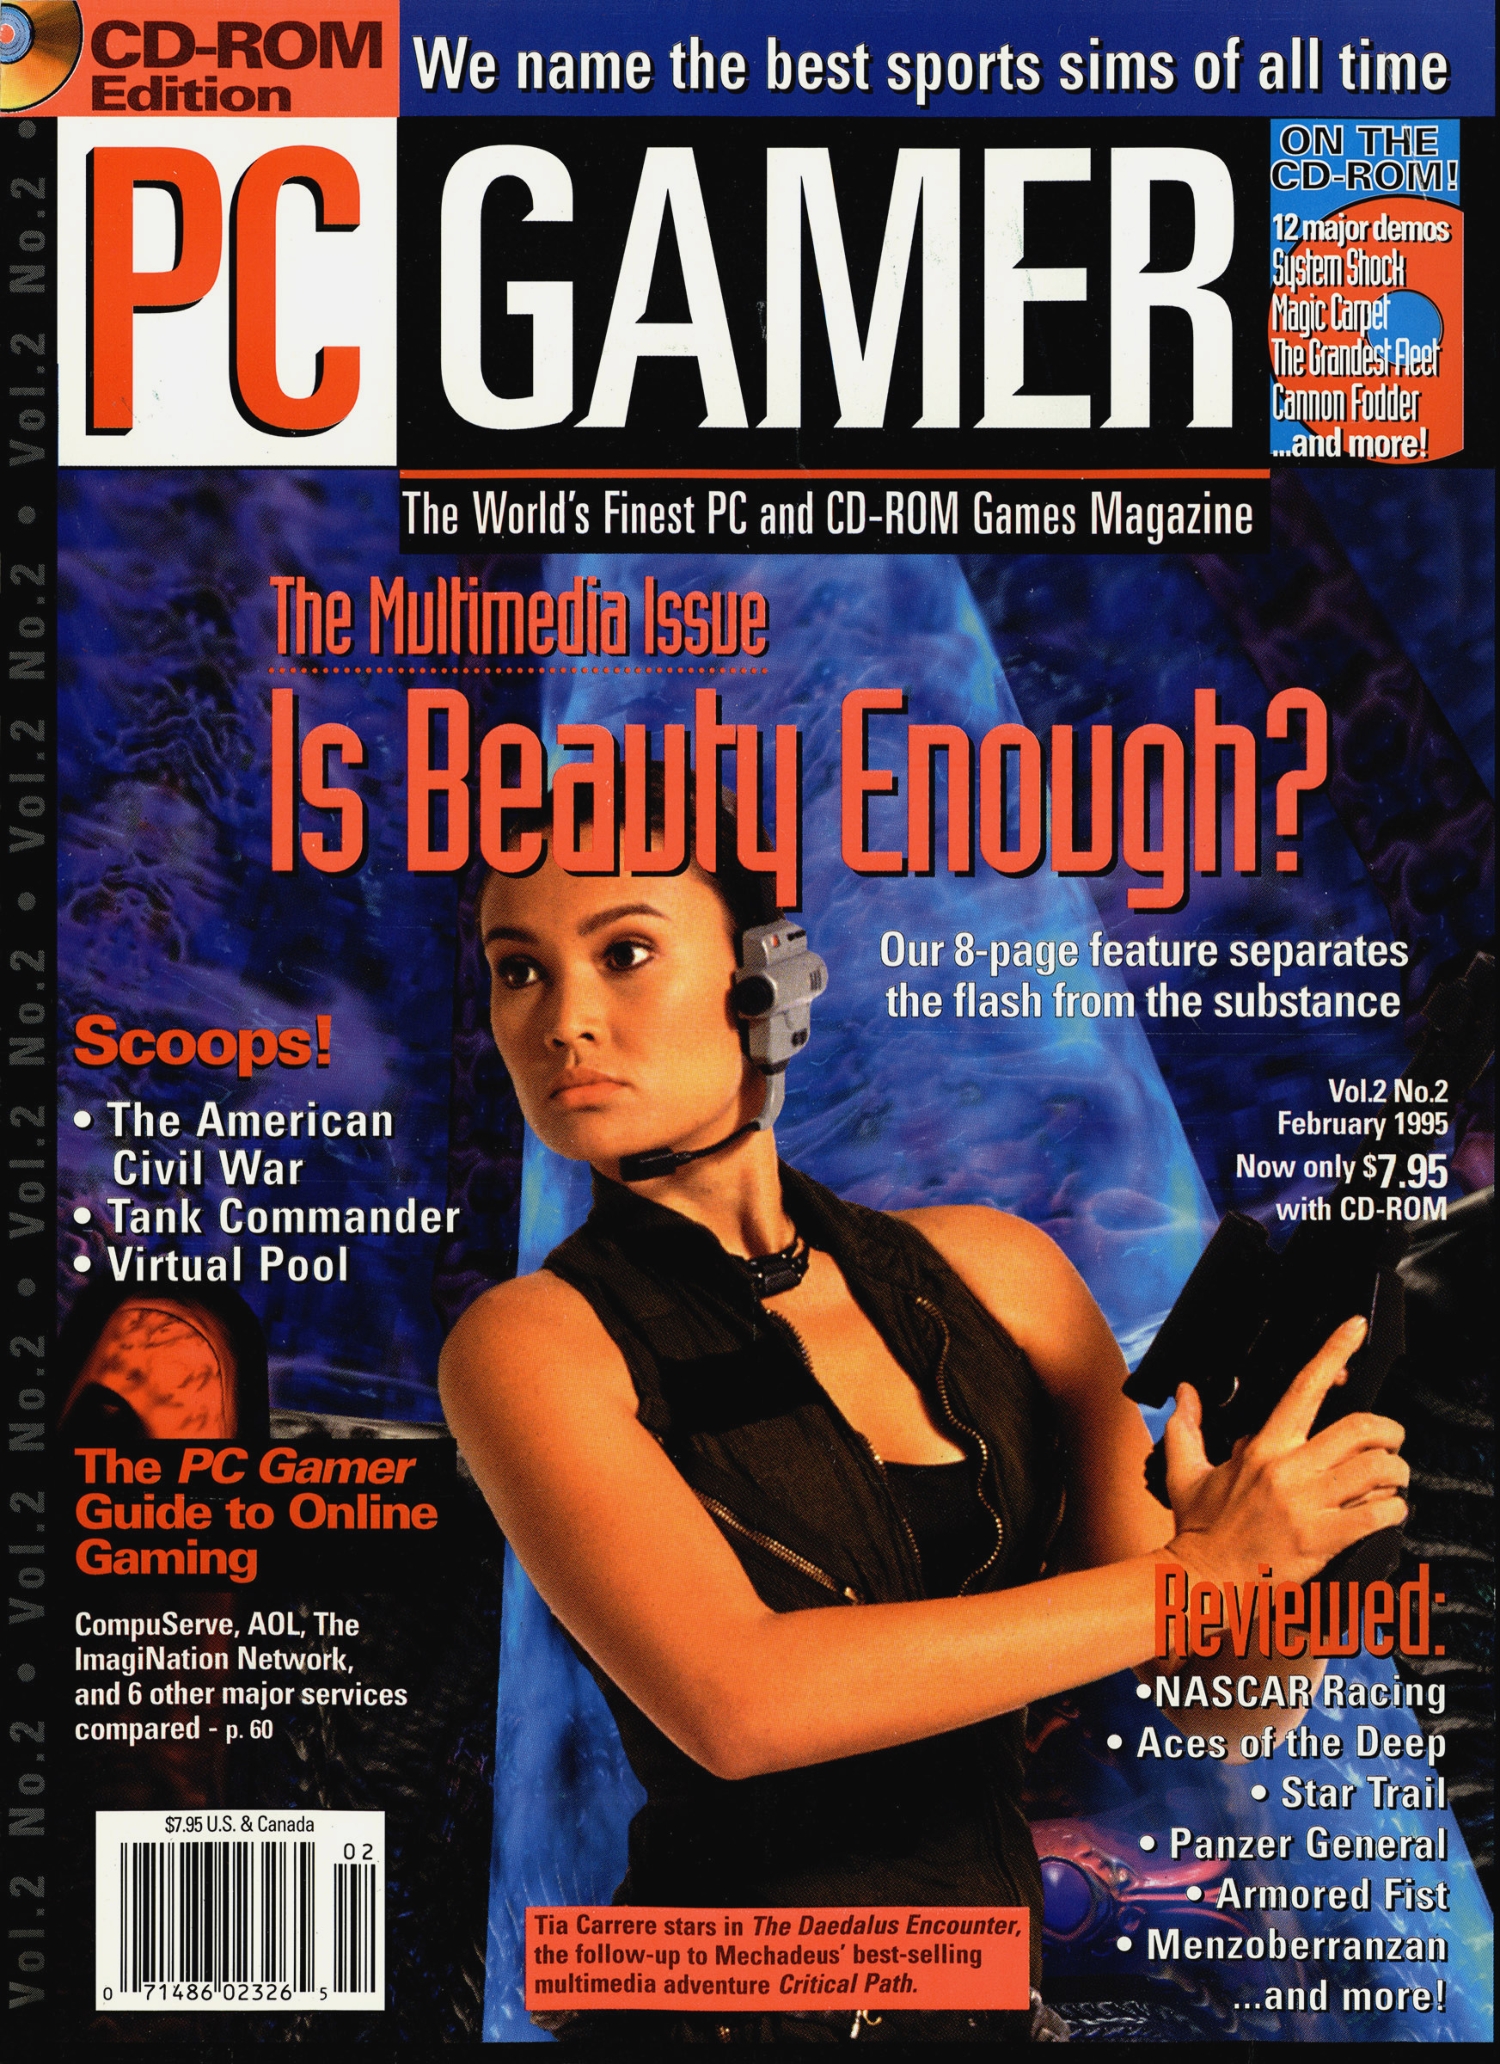 CD-ROM
Edition
We name the best sports sims of all time
PC GAMER
ON THE
CD-ROM!
12 major demos
System Shock
Magic Carpet
The Grandest Fleet
Cannon Fodder
...and more!
The World's Finest PC and CD-ROM Games Magazine
The Multimedia Issue
Is Beauty Enough?
Our 8-page feature separates
the flash from the substance
Vol.2 No.2
February 1995
Now only $7.95
with CD-ROM
Scoops!
• The American
Civil War
• Tank Commander
• Virtual Pool
The PC Gamer
Guide to Online
Gaming
CompuServe, AOL, The
ImagiNation Network,
and 6 other major services
compared - p. 60
Reviewed:
•NASCAR Racing
• Aces of the Deep
• Star Trail
• Panzer General
• Armored Fist
• Menzoberranzan
...and more!
$7.95 U.S. & Canada
02
0 71486 02326 5
Tia Carrere stars in The Daedalus Encounter,
the follow-up to Mechadeus' best-selling
multimedia adventure Critical Path.
Vol.2 No.2 • Vol.2 No.2 • Vol.2 No.2 • Vol.2 No.2 • Vol.2 No.2 •